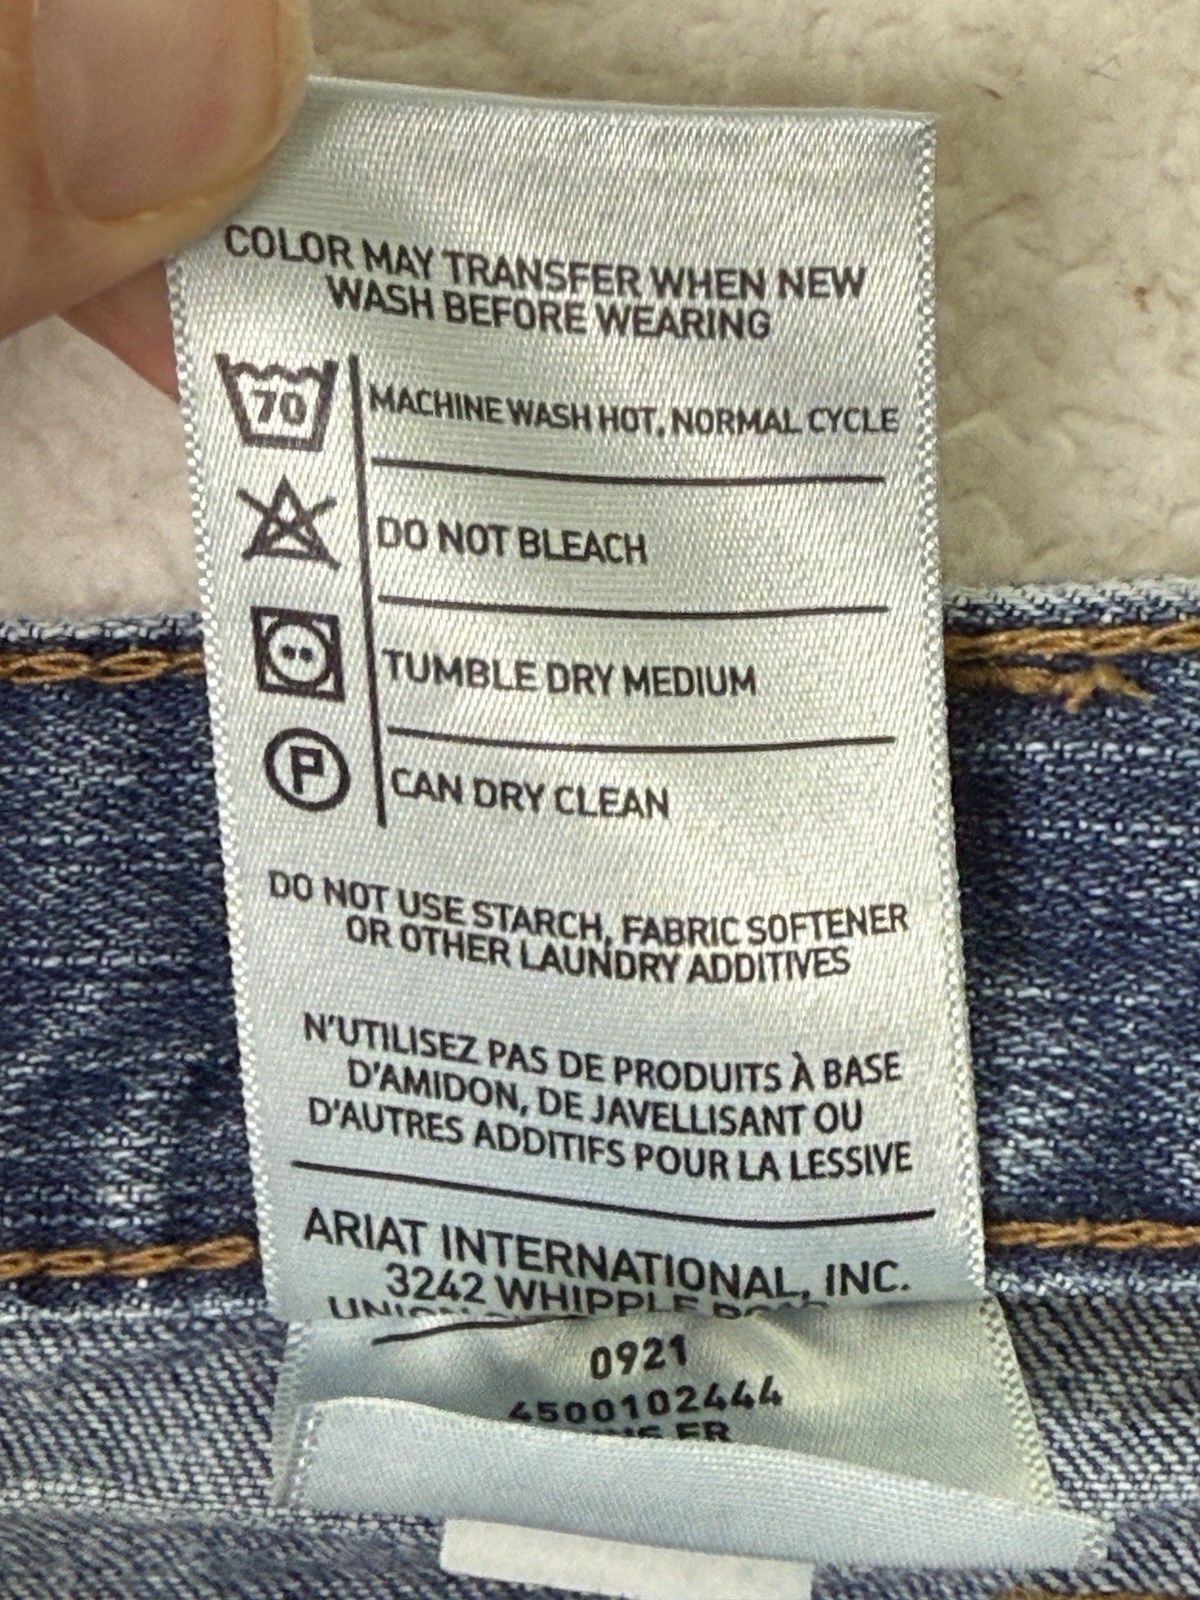 COLOR MAY TRANSFER WHEN NEW
WASH BEFORE WEARING
70
MACHINE WASH HOT, NORMAL CYCLE
DO NOT BLEACH
TUMBLE DRY MEDIUM
P
CAN DRY CLEAN
DO NOT USE STARCH, FABRIC SOFTENER
OR OTHER LAUNDRY ADDITIVES
N'UTILISEZ PAS DE PRODUITS À BASE
D'AMIDON, DE JAVELLISANT OU
D'AUTRES ADDITIFS POUR LA LESSIVE
ARIAT INTERNATIONAL, INC.
3242 WHIPPLE
0921
4500102444
FR